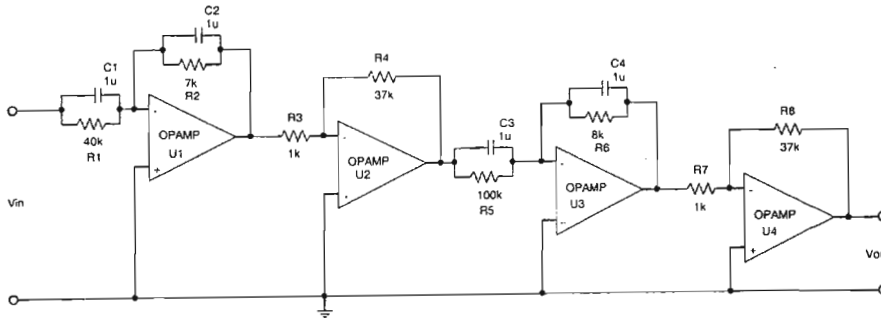 C2
1u
7k
R2
C1
1u
40k
R1
-
OPAMP
+
U1
R3
1k
R4
37k
-
OPAMP
U2
-
C3
1u
100k
R5
C4
1u
8k
R6
-
OPAMP
U3
-
R7
1k
R8
37k
-
OPAMP
+
U4
Vin